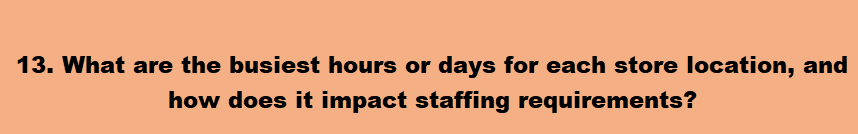 13. What are the busiest hours or days for each store location, and
how does it impact staffing requirements?